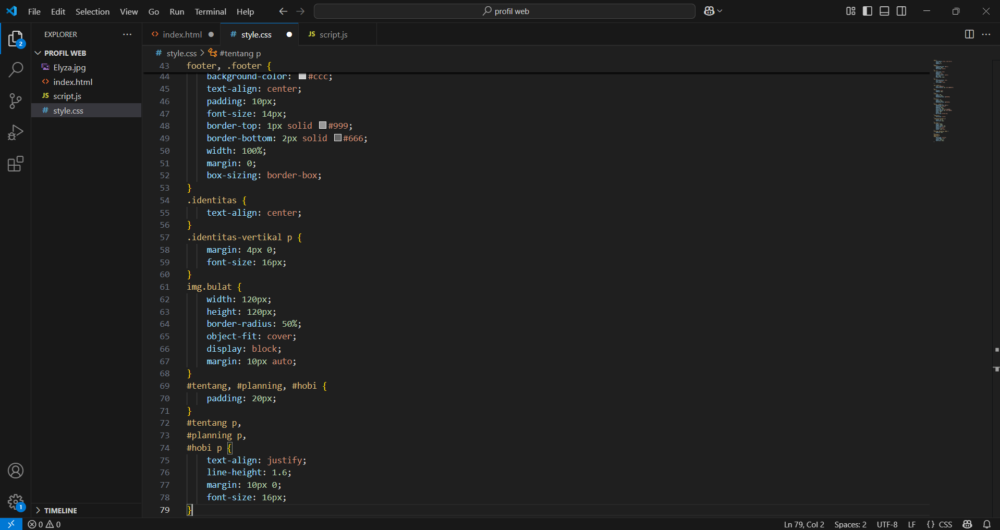 File Edit Selection View Go Run Terminal Help profil web
EXPLORER
index.html
style.css
JS script.js
PROFIL WEB
Elyza.jpg
index.html
JS script.js
# style.css
2
1
TIMELINE
# style.css > #tentang p
43 footer, .footer {
44 background-color: #ccc;
45 text-align: center;
46 padding: 10px;
47 font-size: 14px;
48 border-top: 1px solid #999;
49 border-bottom: 2px solid #666;
50 width: 100%;
51 margin: 0;
52 box-sizing: border-box;
53 }
54 .identitas {
55 text-align: center;
56 }
57 .identitas-vertikal p {
58 margin: 4px 0;
59 font-size: 16px;
60 }
61 img.bulat {
62 width: 120px;
63 height: 120px;
64 border-radius: 50%;
65 object-fit: cover;
66 display: block;
67 margin: 10px auto;
68 }
69 #tentang, #planning, #hobi {
70 padding: 20px;
71 }
72 #tentang p,
73 #planning p,
74 #hobi p {
75 text-align: justify;
76 line-height: 1.6;
77 margin: 10px 0;
78 font-size: 16px;
79 }
0 0 Ln 79, Col 2 Spaces: 2 UTF-8 LF {} CSS